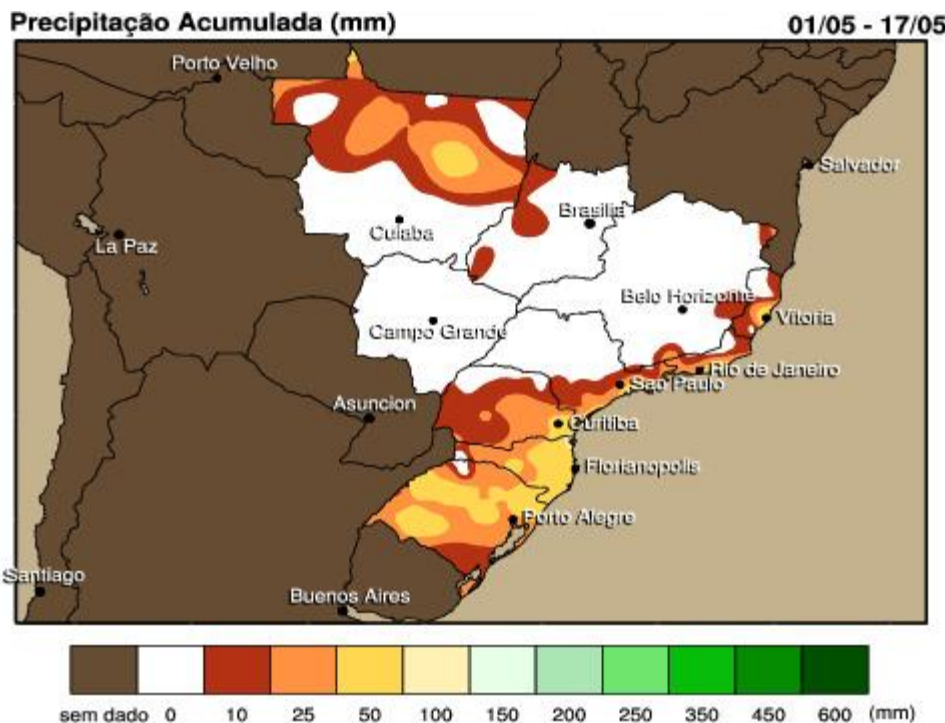 Precipitação Acumulada (mm) 01/05 - 17/05
Porto Velho
Salvador
Brasilia
Cuiaba
La Paz
Belo Horizonte
Vitoria
Campo Grande
Rio de Janeiro
Sao Paulo
Asuncion
Curitiba
Florianopolis
Porto Alegre
Santiago
Buenos Aires
sem dado 0 10 25 50 100 150 200 250 350 450 600 (mm)